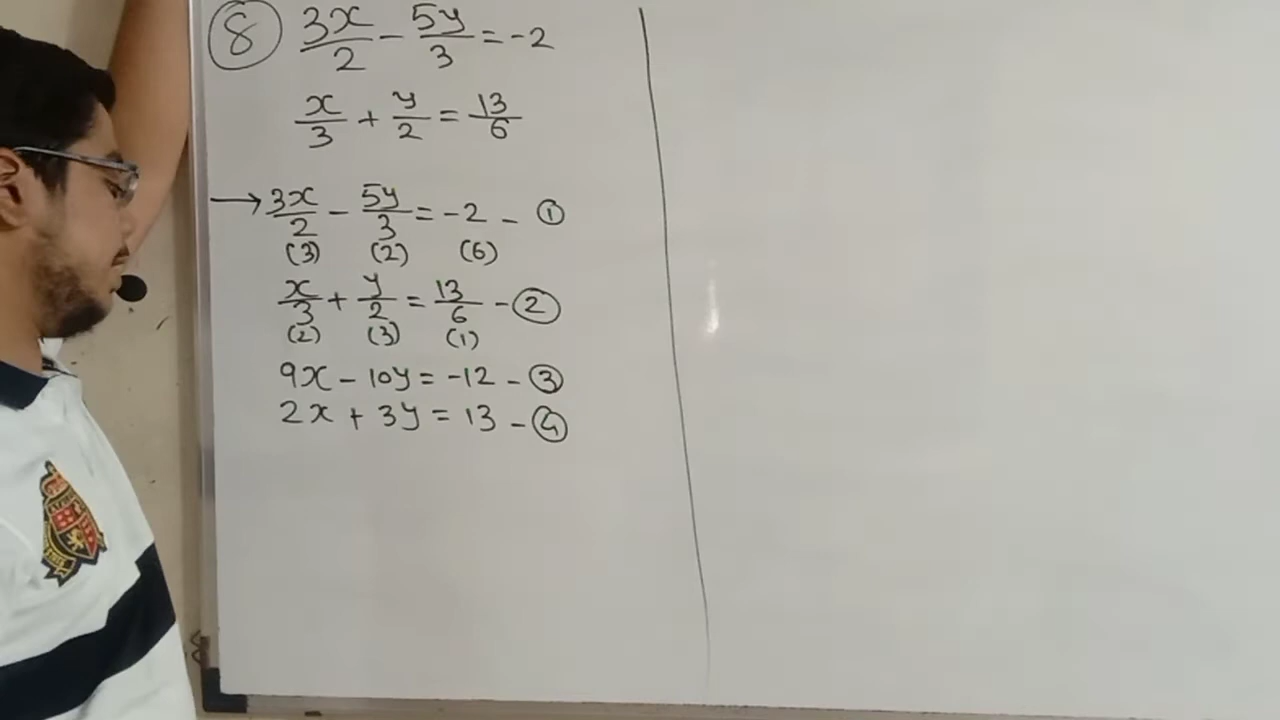 ⑧ 3x/2 - 5y/3 = -2
x/3 + y/2 = 13/6
→ 3x/2 - 5y/3 = -2 - ①
(3) (2) (6)
x/3 + y/2 = 13/6 - ②
(2) (3) (1)
9x - 10y = -12 - ③
2x + 3y = 13 - ④